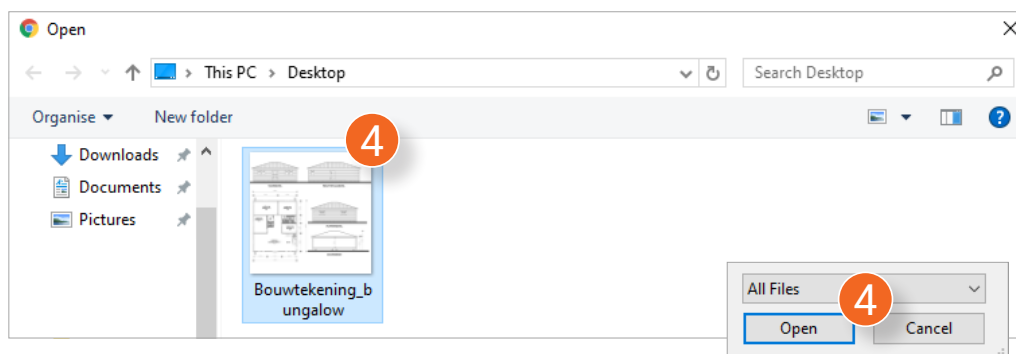 Open
This PC > Desktop
Search Desktop
Organise
New folder
4
Downloads
Documents
Pictures
Bouwtekening_b
ungalow
All Files
4
Open
Cancel